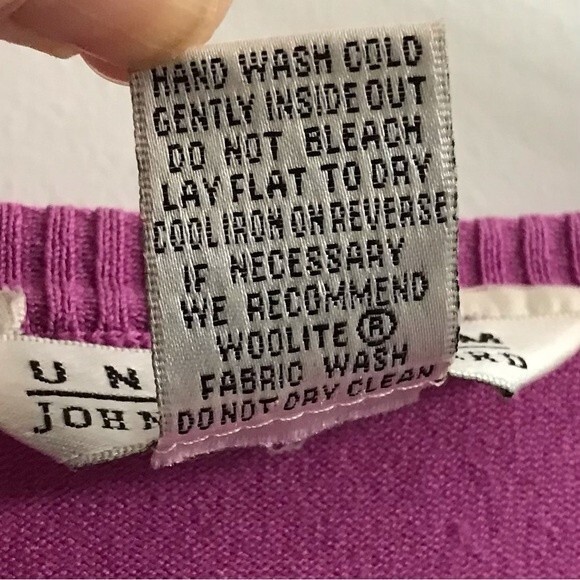 HAND WASH COLD
GENTLY INSIDE OUT
DO NOT BLEACH
LAY FLAT TO DRY
COOL IRON ON REVERSE
IF NECESSARY
WE RECOMMEND
WOOLITE ®
FABRIC WASH
DO NOT DRY CLEAN
U N
JOHN
M
RD